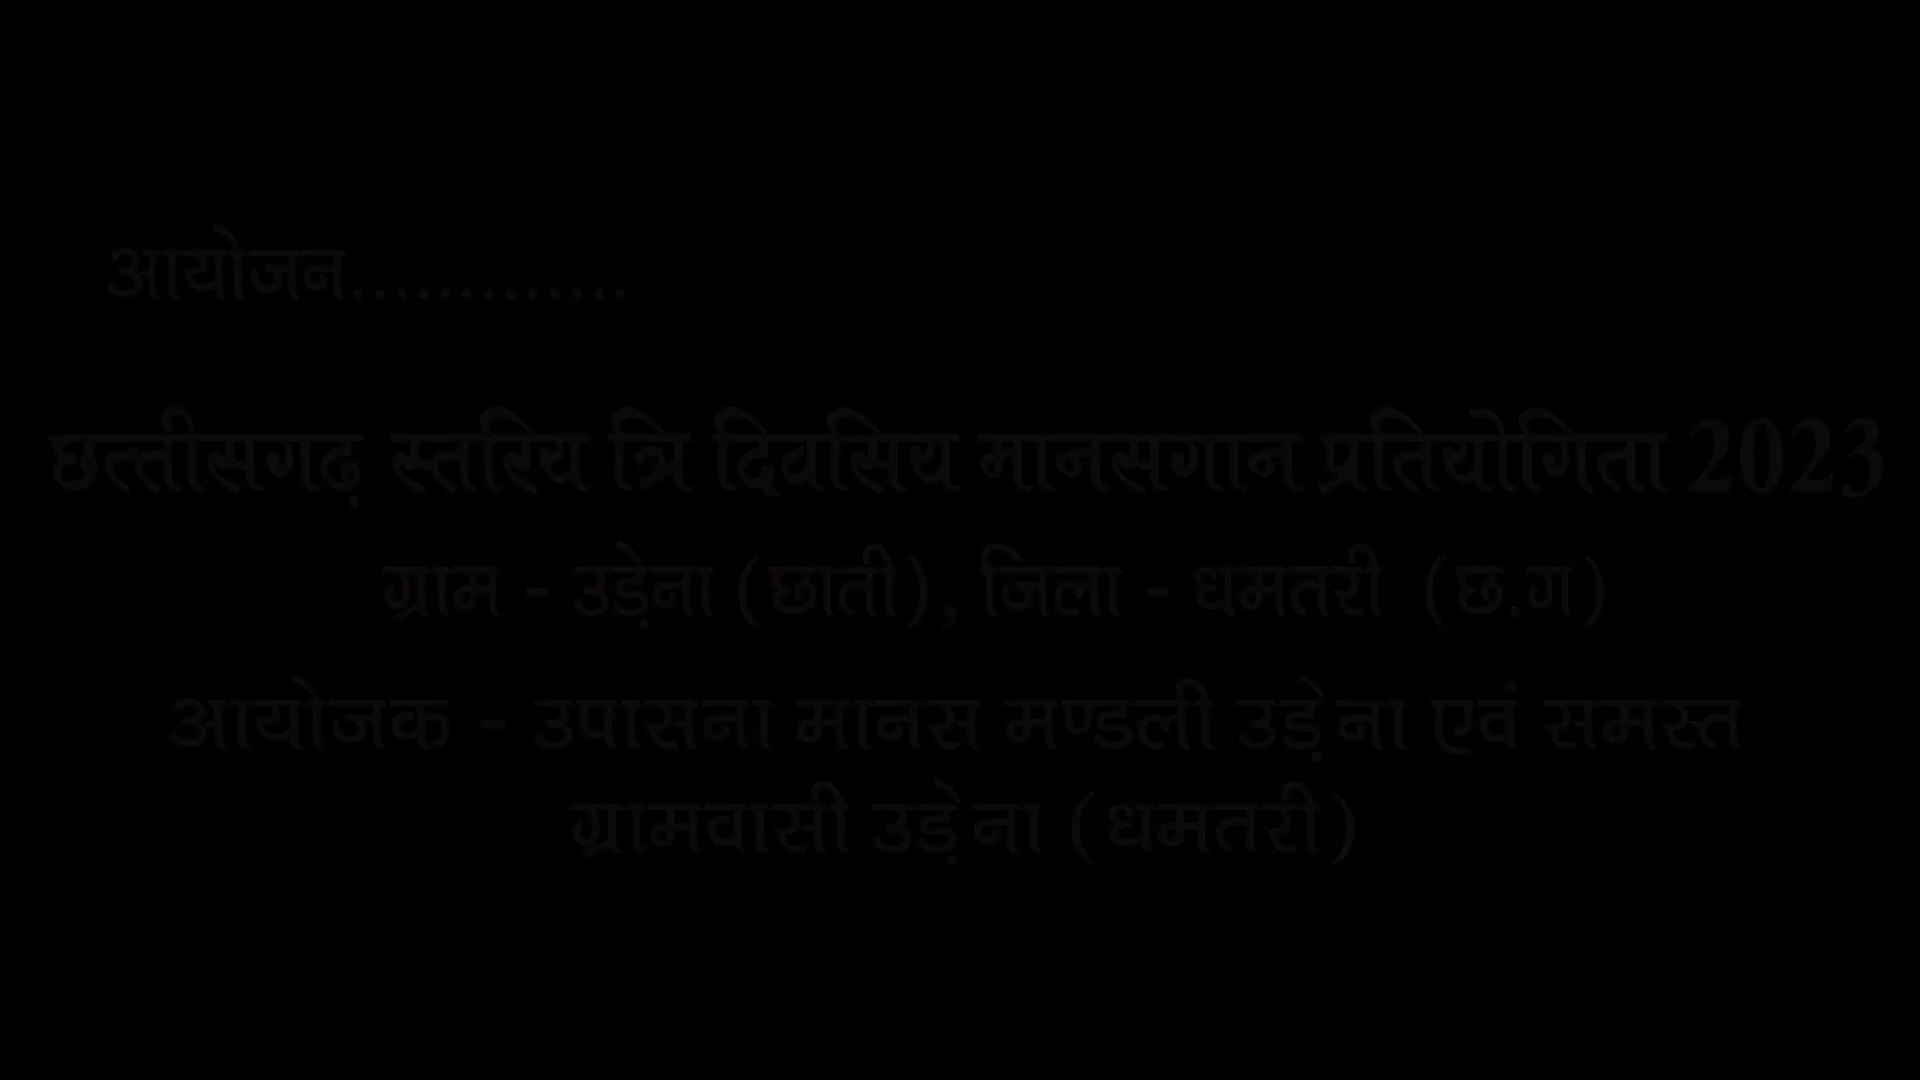 आयोजन.............
छत्तीसगढ़ स्तरिय त्रि दिवसिय मानसगान प्रतियोगिता 2023
ग्राम - उड़ेना (छाती), जिला - धमतरी (छ.ग)
आयोजक - उपासना मानस मण्डली उड़ेना एवं समस्त
ग्रामवासी उड़ेना (धमतरी)